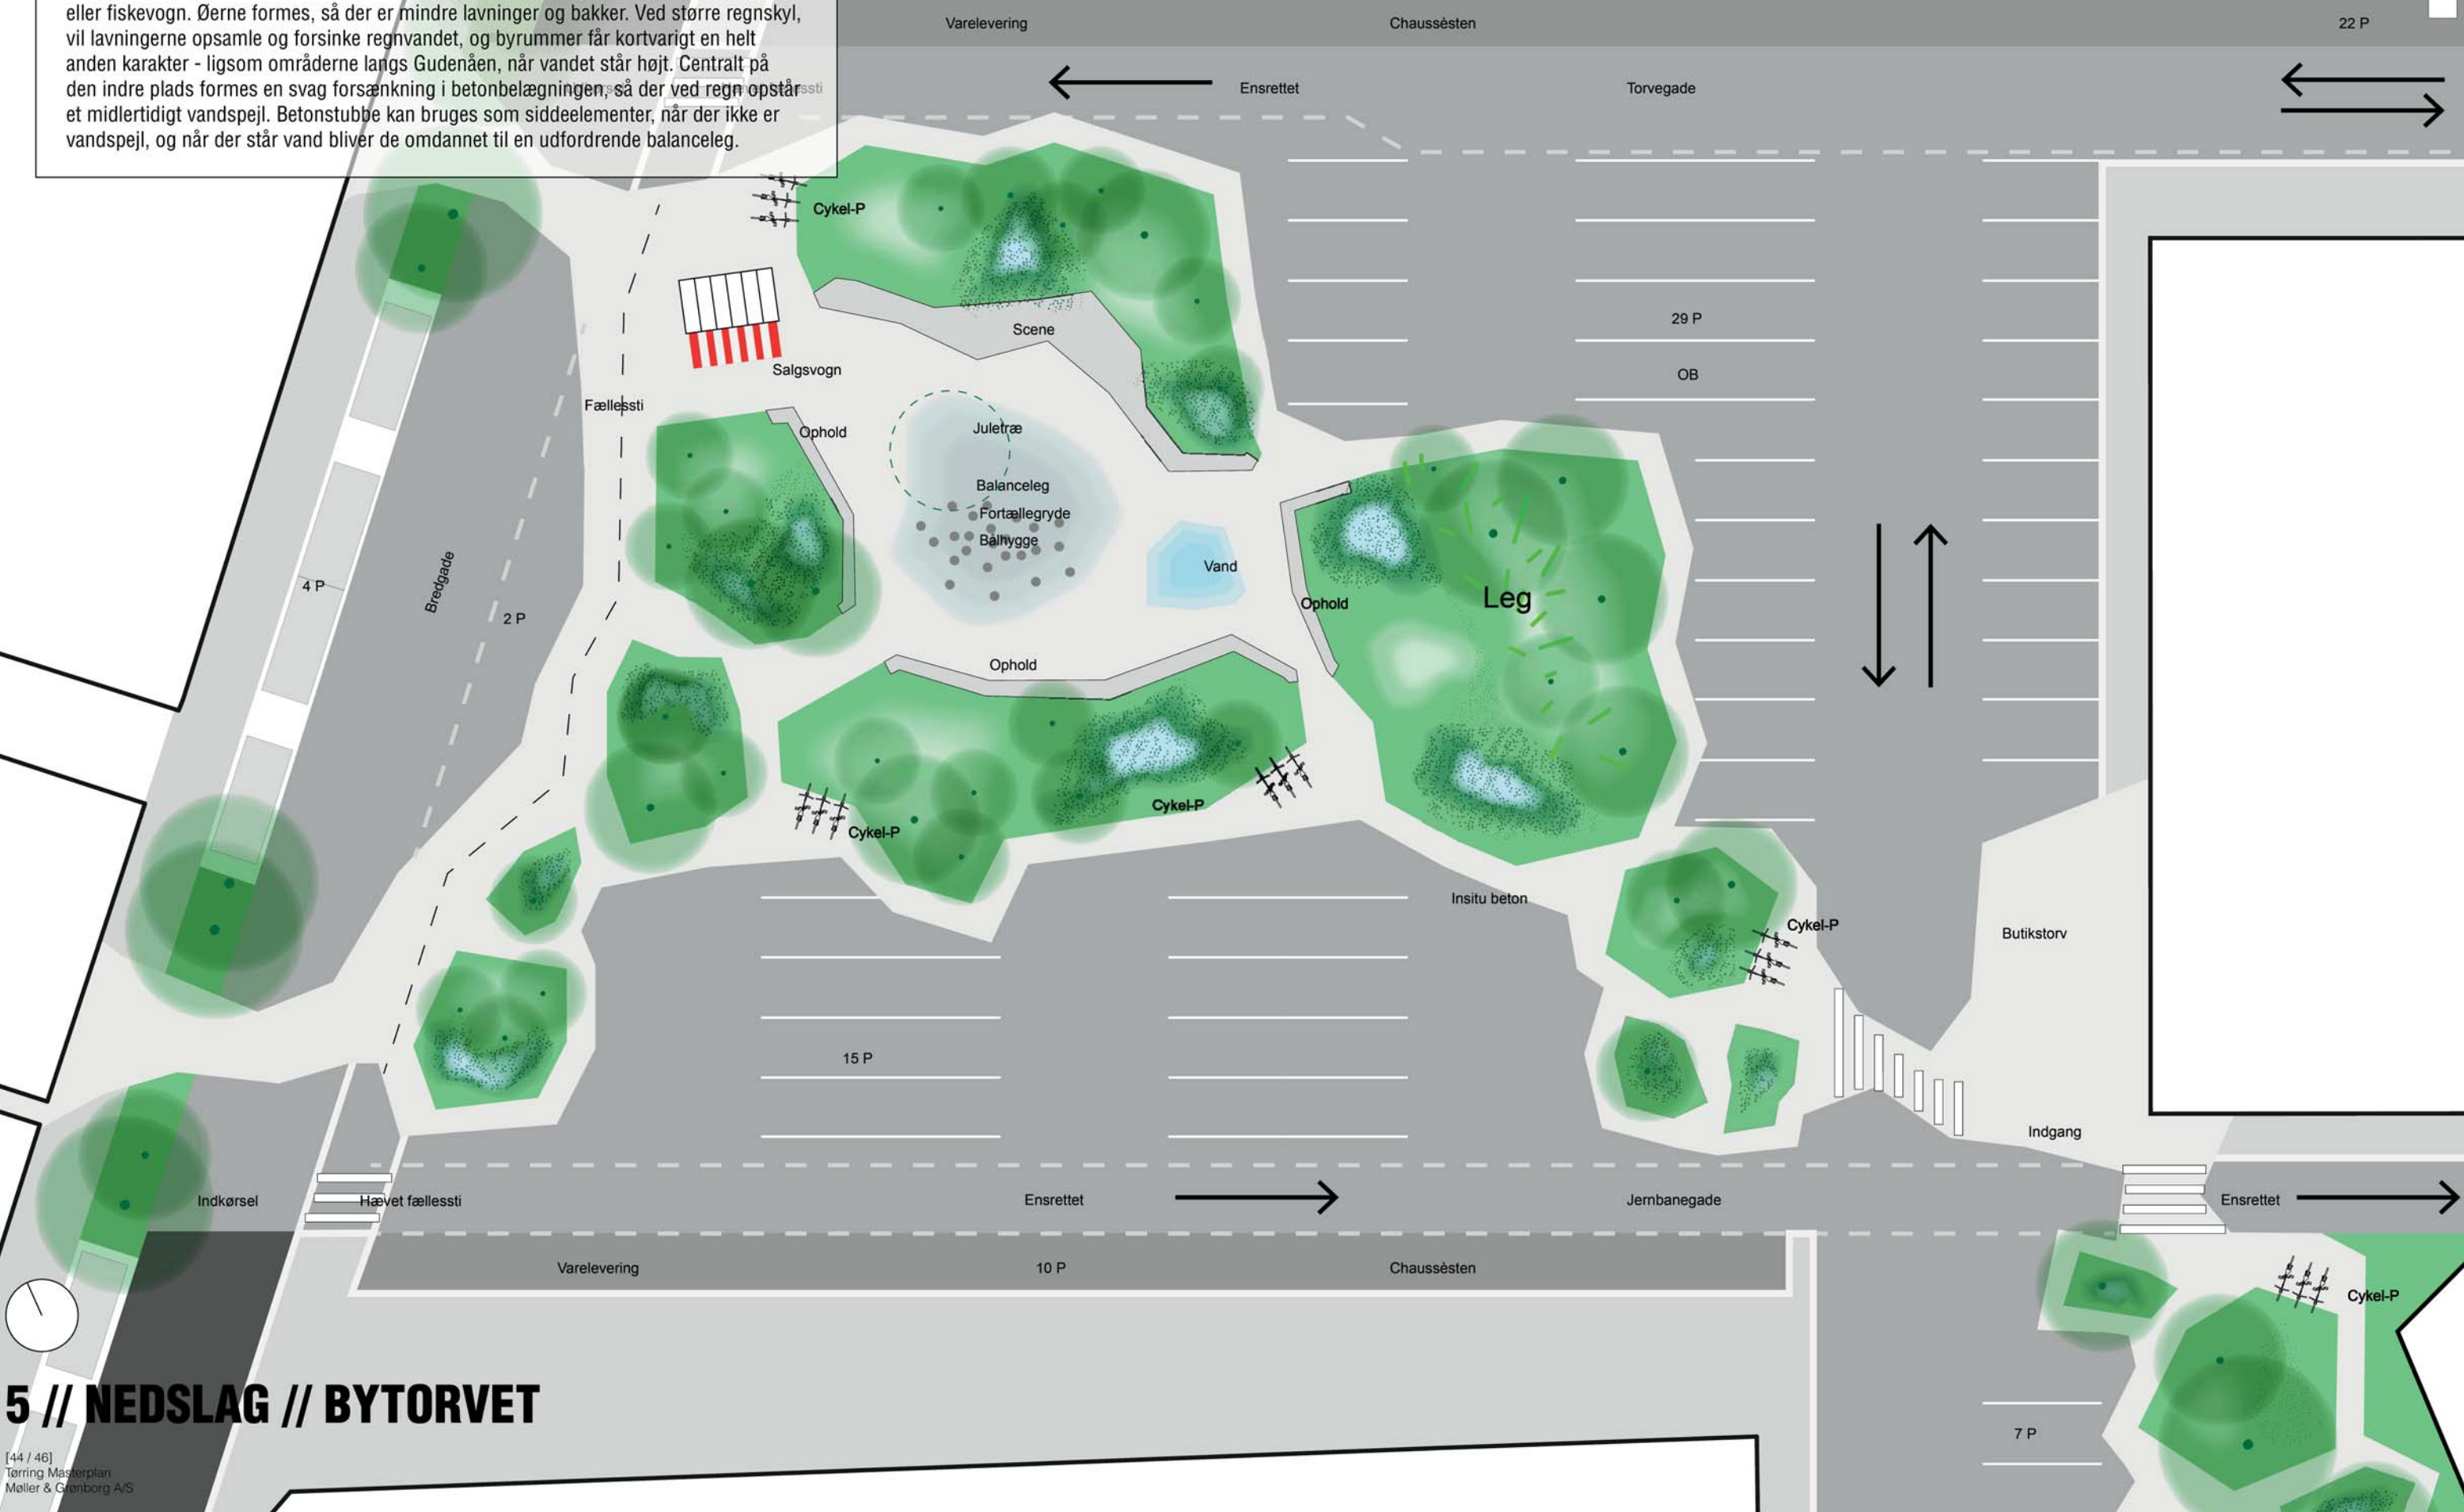 eller fiskevogn. Øerne formes, så der er mindre lavninger og bakker. Ved større regnskyl,
vil lavningerne opsamle og forsinke regnvandet, og byrummer får kortvarigt en helt
anden karakter - ligsom områderne langs Gudenåen, når vandet står højt. Centralt på
den indre plads formes en svag forsænkning i betonbelægningen, så der ved regn opstår
et midlertidigt vandspejl. Betonstubbe kan bruges som siddeelementer, når der ikke er
vandspejl, og når der står vand bliver de omdannet til en udfordrende balanceleg.
Varelevering
Chaussèsten
22 P
Ensrettet
Torvegade
Cykel-P
Scene
29 P
Salgsvogn
OB
Fællessti
Ophold
Juletræ
Balanceleg
Fortællegryde
Balhygge
Vand
4 P
Bredgade
2 P
Ophold
Leg
Ophold
Cykel-P
Cykel-P
Insitu beton
Cykel-P
Butikstorv
15 P
Indgang
Indkørsel
Hævet fællessti
Ensrettet
Jernbanegade
Ensrettet
Varelevering
10 P
Chaussèsten
Cykel-P
5 // NEDSLAG // BYTORVET
7 P
[44 / 46]
Tørring Masterplan
Møller & Grønborg A/S